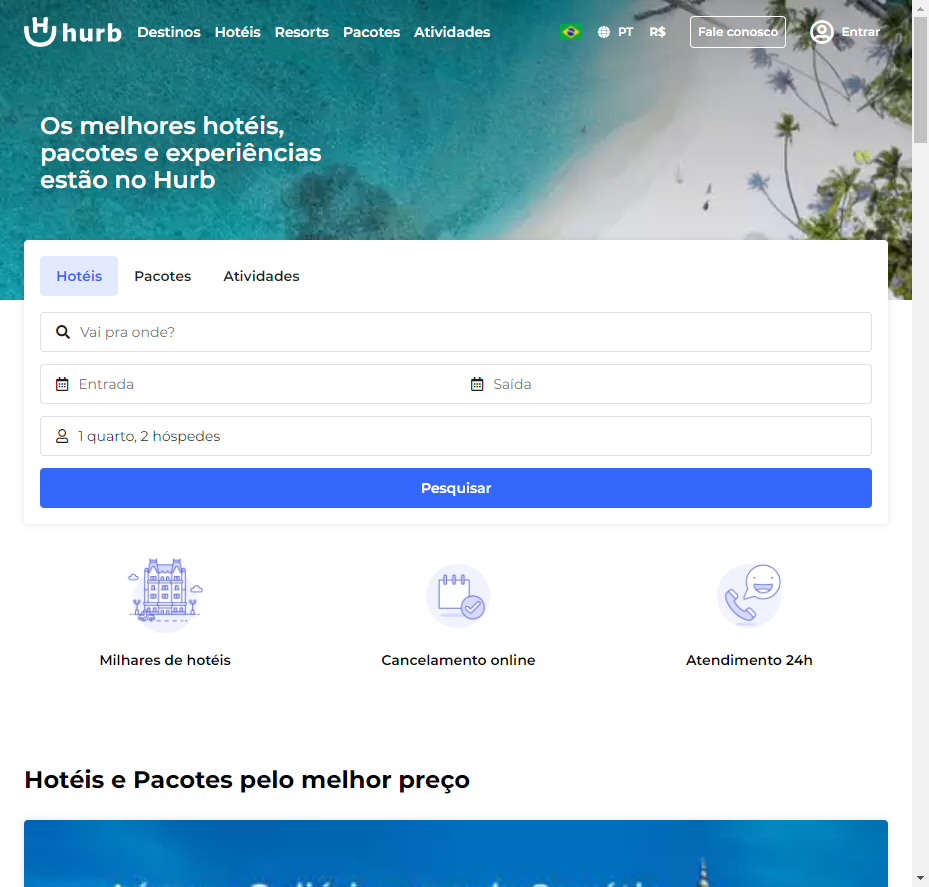 hurb Destinos Hotéis Resorts Pacotes Atividades PT R$ Fale conosco Entrar
Os melhores hotéis,
pacotes e experiências
estão no Hurb
Hotéis Pacotes Atividades
Vai pra onde?
Entrada Saída
1 quarto, 2 hóspedes
Pesquisar
Milhares de hotéis Cancelamento online Atendimento 24h
Hotéis e Pacotes pelo melhor preço